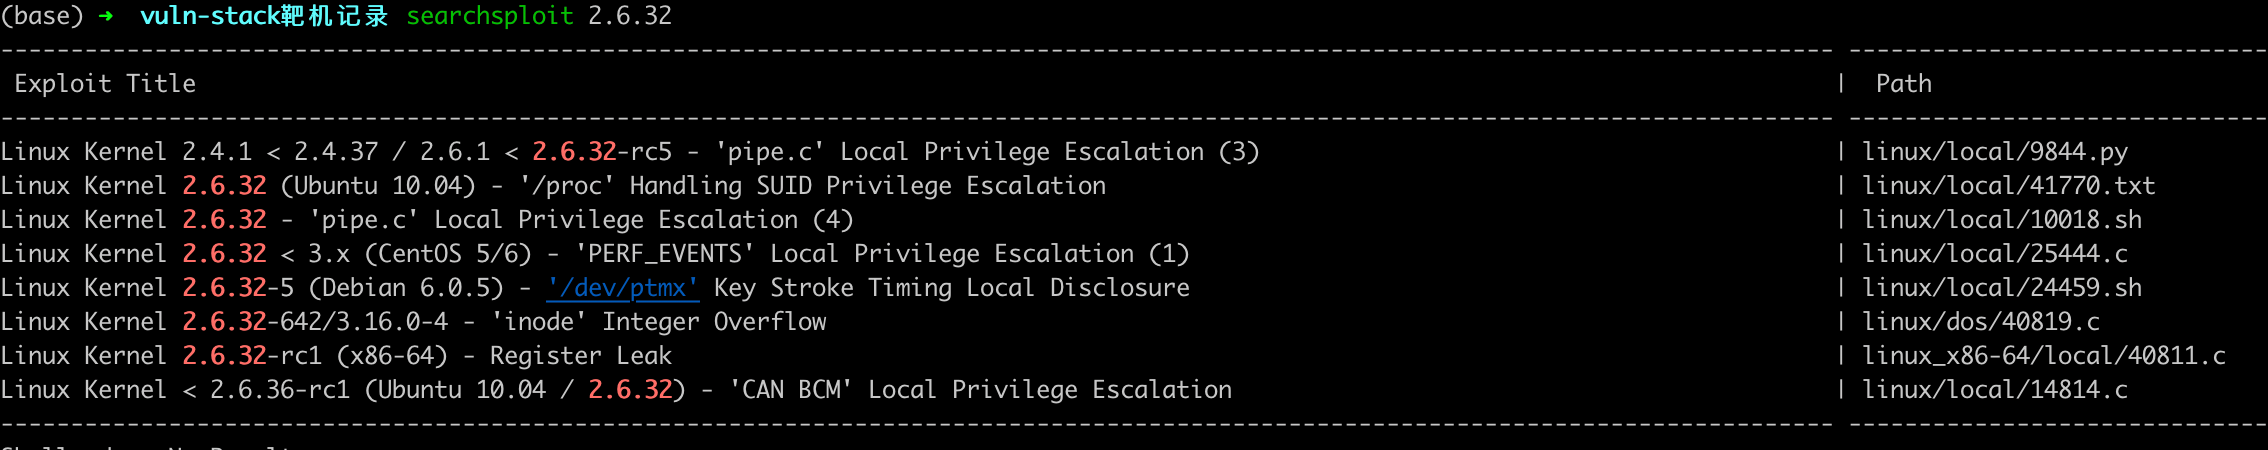 (base) ➜ vuln-stack靶机记录 searchsploit 2.6.32
Exploit Title | Path
Linux Kernel 2.4.1 < 2.4.37 / 2.6.1 < 2.6.32-rc5 - 'pipe.c' Local Privilege Escalation (3) | linux/local/9844.py
Linux Kernel 2.6.32 (Ubuntu 10.04) - '/proc' Handling SUID Privilege Escalation | linux/local/41770.txt
Linux Kernel 2.6.32 - 'pipe.c' Local Privilege Escalation (4) | linux/local/10018.sh
Linux Kernel 2.6.32 < 3.x (CentOS 5/6) - 'PERF_EVENTS' Local Privilege Escalation (1) | linux/local/25444.c
Linux Kernel 2.6.32-5 (Debian 6.0.5) - '/dev/ptmx' Key Stroke Timing Local Disclosure | linux/local/24459.sh
Linux Kernel 2.6.32-642/3.16.0-4 - 'inode' Integer Overflow | linux/dos/40819.c
Linux Kernel 2.6.32-rc1 (x86-64) - Register Leak | linux_x86-64/local/40811.c
Linux Kernel < 2.6.36-rc1 (Ubuntu 10.04 / 2.6.32) - 'CAN BCM' Local Privilege Escalation | linux/local/14814.c